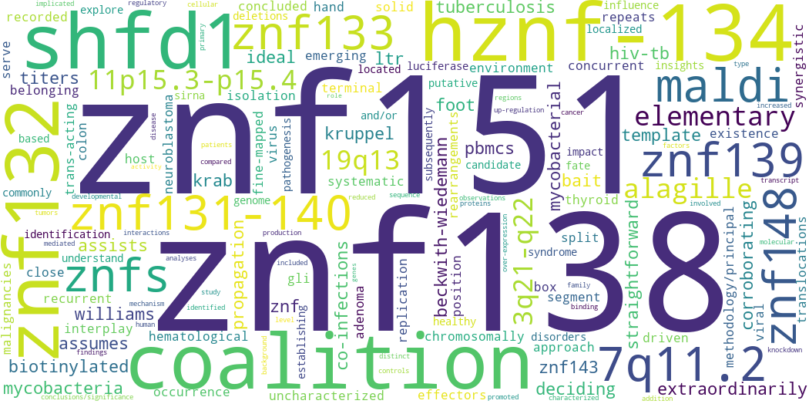 implicated
cellular
regulatory
explore
recorded
hand
concluded
deletions
tuberculosis
influence
repeats
localized
synergistic
shfd1
znf133
ideal
emerging
ltr
solid
hznf-134
concurrent
hiv-tb
insights
serve
titers
belonging
primary
11p15.3-p15.4
located
luciferase
environment
type
terminal
putative
maldi
sirna
role
isolation
znf151
znf132
based
trans-acting
colon
neuroblastoma
fine-mapped
virus
pathogenesis
and/or
kruppel
foot
pbmcs
subsequently
up-regulation
rearrangements
candidate
mycobacterial
regions
cancer
increased
elementary
template
existence
impact
znf139
host
krab
disease
patients
compared
activity
19q13
systematic
genome
commonly
developmental
reduced
sequence
observations
proteins
bait
fate
thyroid
factors
transcript
alagille
znf148
translocations
tumors
znf131-140
identification
mediated
interactions
production
assists
malignancies
close
understand
recurrent
znfs
analyses
included
genes
propagation
study
identified
gli
znf
level
co-infections
adenoma
replication
beckwith-wiedemann
position
healthy
over-expression
3q21-q22
split
syndrome
box
family
segment
binding
straightforward
involved
methodology/principal
corroborating
viral
molecular
znf138
williams
interplay
mechanism
human
assumes
findings
hematological
background
establishing
distinct
controls
chromosomally
disorders
approach
driven
knockdown
biotinylated
mycobacteria
conclusions/significance
occurrence
uncharacterized
coalition
effectors
promoted
characterized
znf143
deciding
addition
7q11.2
extraordinarily